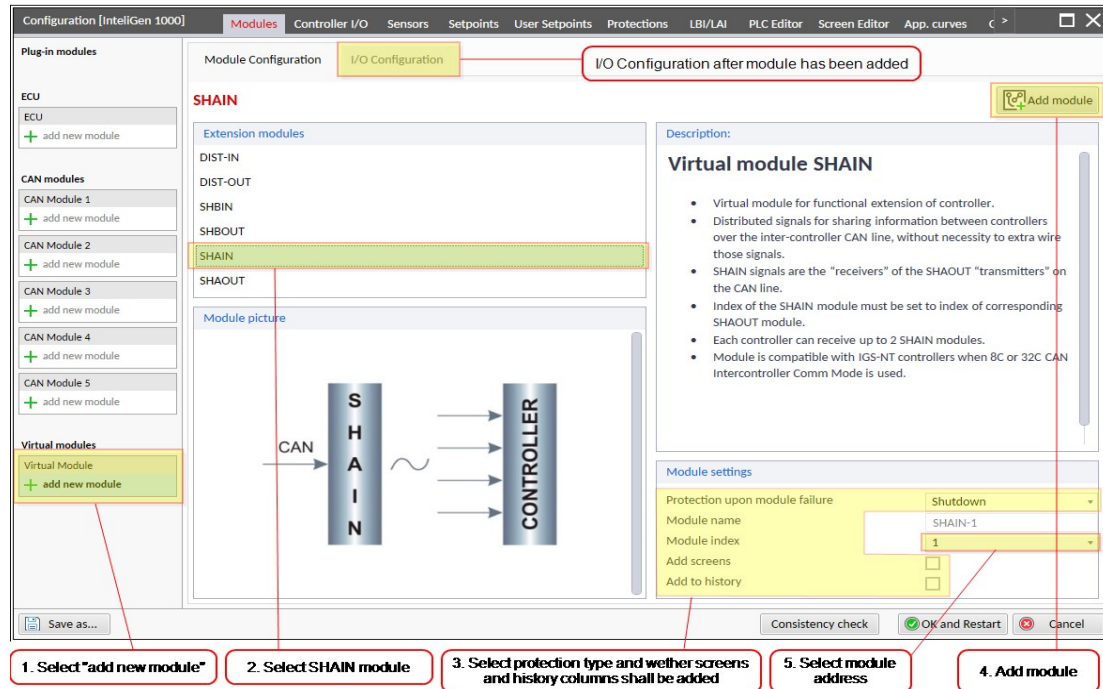 Configuration [InteliGen 1000]
Modules Controller I/O Sensors Setpoints User Setpoints Protections LBI/LAI PLC Editor Screen Editor App. curves >
Plug-in modules
ECU
ECU
add new module
CAN modules
CAN Module 1
add new module
CAN Module 2
add new module
CAN Module 3
add new module
CAN Module 4
add new module
CAN Module 5
add new module
Virtual modules
Virtual Module
add new module
Module Configuration I/O Configuration
I/O Configuration after module has been added
SHAIN
Add module
Extension modules
DIST-IN
DIST-OUT
SHBIN
SHBOUT
SHAIN
SHAOUT
Module picture
CAN
SHAIN
CONTROLLER
Description:
Virtual module SHAIN
• Virtual module for functional extension of controller.
• Distributed signals for sharing information between controllers
over the inter-controller CAN line, without necessity to extra wire
those signals.
• SHAIN signals are the "receivers" of the SHAOUT "transmitters" on
the CAN line.
• Index of the SHAIN module must be set to index of corresponding
SHAOUT module.
• Each controller can receive up to 2 SHAIN modules.
• Module is compatible with IGS-NT controllers when 8C or 32C CAN
Intercontroller Comm Mode is used.
Module settings
Protection upon module failure Shutdown
Module name SHAIN-1
Module index 1
Add screens
Add to history
Save as...
Consistency check OK and Restart Cancel
1. Select "add new module"
2. Select SHAIN module
3. Select protection type and wether screens
and history columns shall be added
5. Select module
address
4. Add module